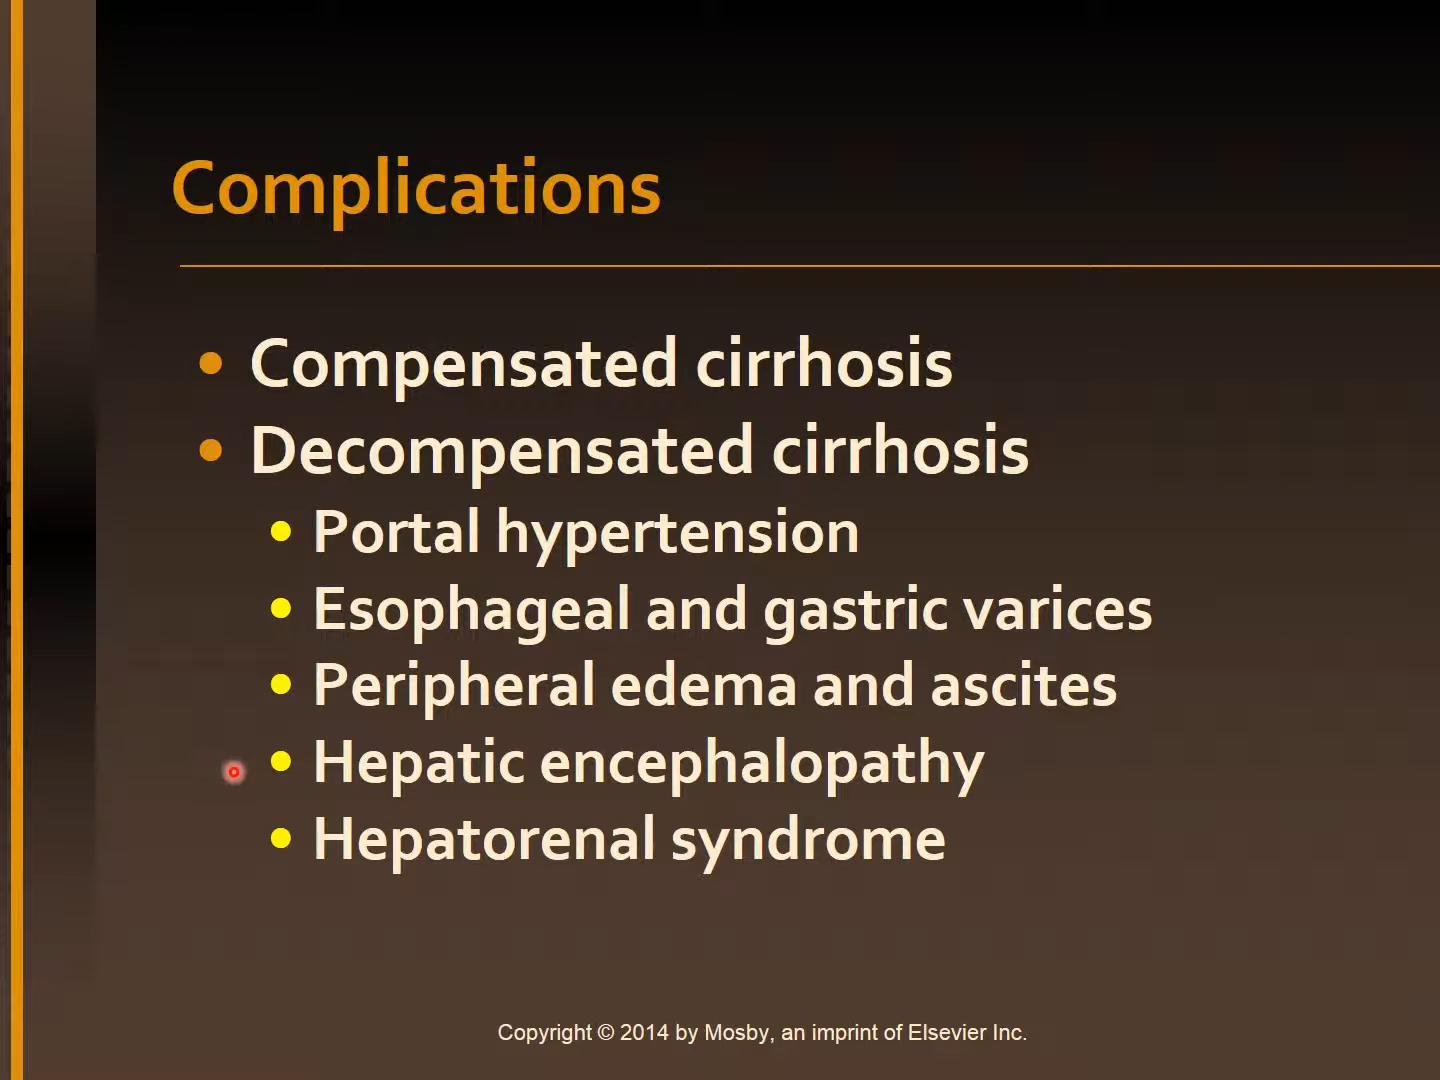 Complications
• Compensated cirrhosis
• Decompensated cirrhosis
• Portal hypertension
• Esophageal and gastric varices
• Peripheral edema and ascites
• Hepatic encephalopathy
• Hepatorenal syndrome
Copyright © 2014 by Mosby, an imprint of Elsevier Inc.